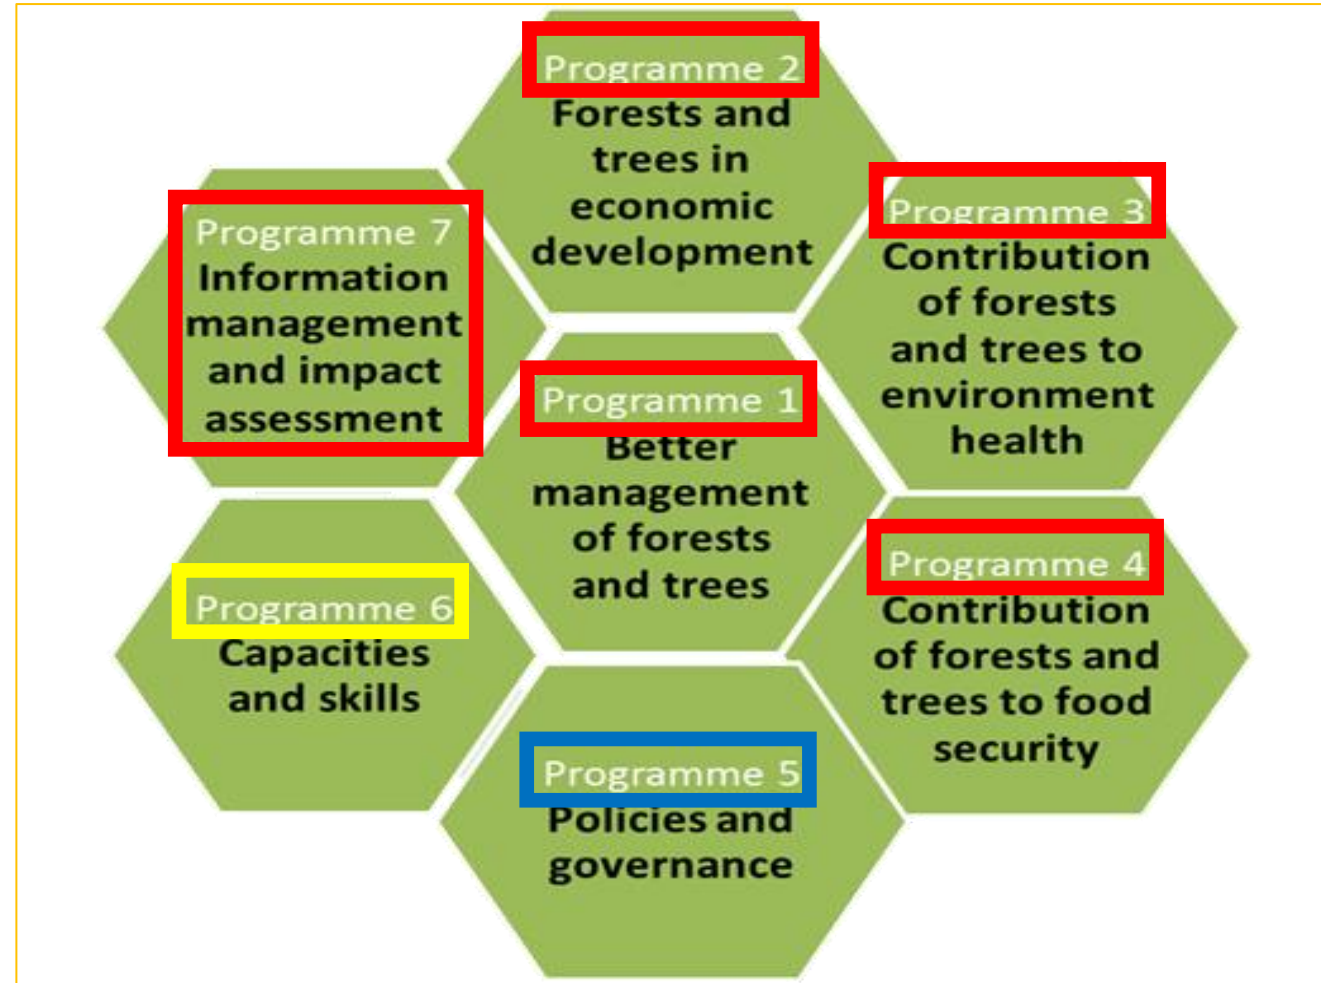 Programme 2
Forests and
trees in
economic
development
Programme 3
Contribution
of forests
and trees to
environment
health
Programme 7
Information
management
and impact
assessment
Programme 1
Better
management
of forests
and trees
Programme 4
Contribution
of forests and
trees to food
security
Programme 6
Capacities
and skills
Programme 5
Policies and
governance